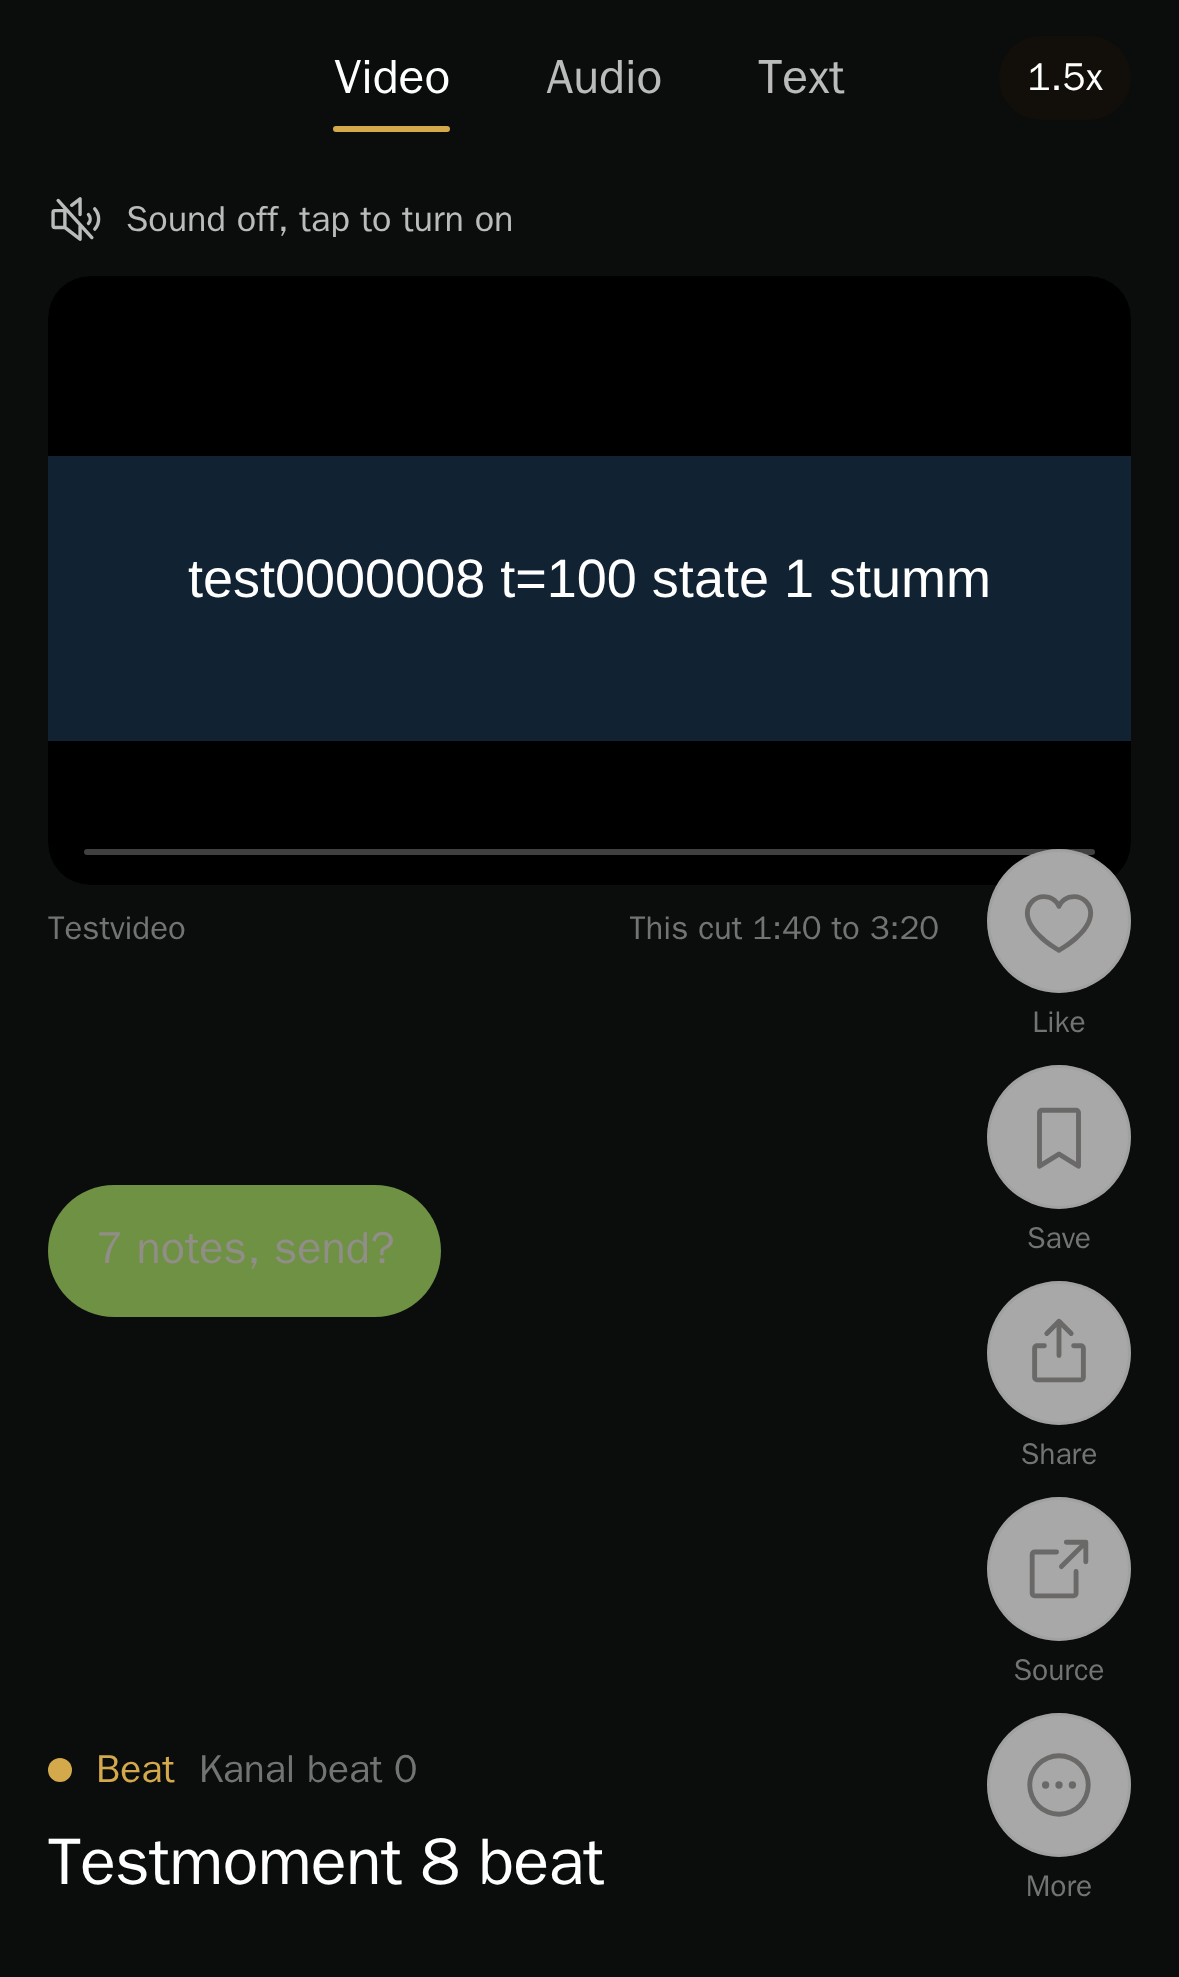 Video Audio Text 1.5x
Sound off, tap to turn on
test0000008 t=100 state 1 stumm
Testvideo This cut 1:40 to 3:20
Like
Save
7 notes, send?
Share
Source
Beat Kanal beat 0
Testmoment 8 beat
More